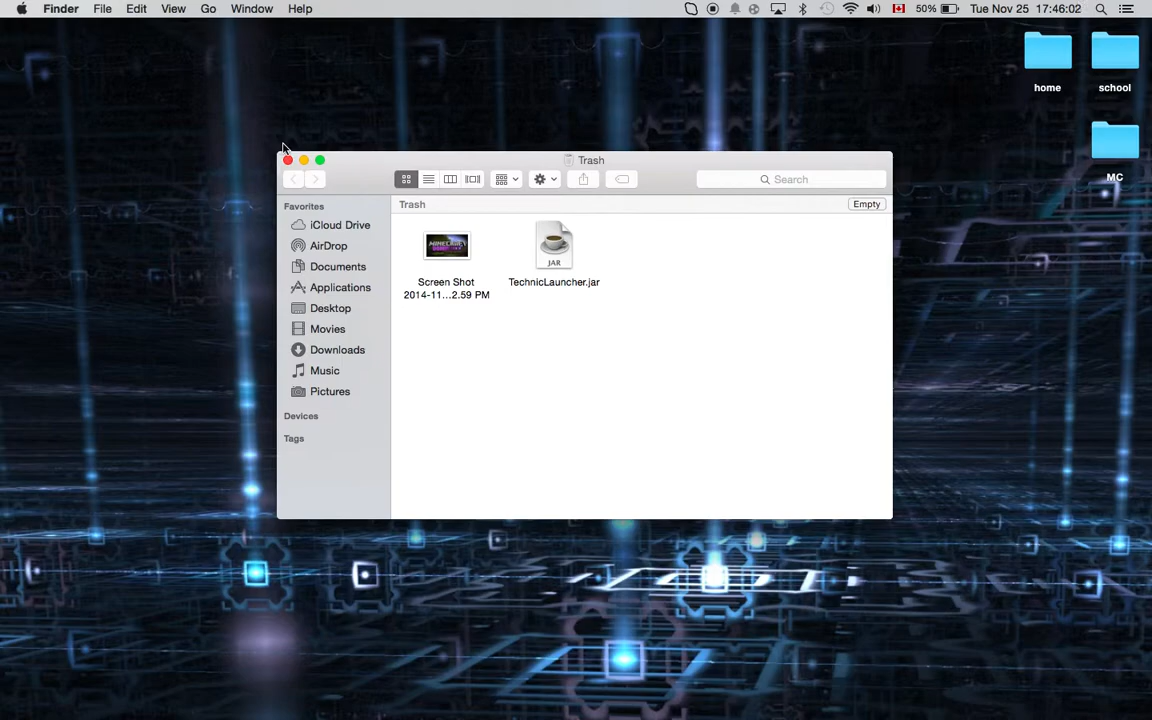 Finder File Edit View Go Window Help 50% Tue Nov 25 17:46:02
home
school
MC
Trash
Search
Favorites
iCloud Drive
AirDrop
Documents
Applications
Desktop
Movies
Downloads
Music
Pictures
Devices
Tags
Trash
Empty
MINECRAFT
Screen Shot
2014-11...2.59 PM
JAR
TechnicLauncher.jar